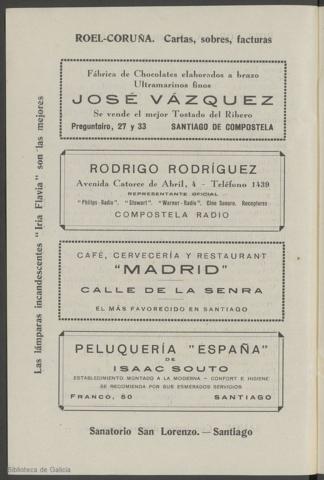 ROEL-CORUÑA. Cartas, sobres, facturas
Las lámparas incandescentes "Iria Flavia" son las mejores
Fábrica de Chocolates elaborados a brazo
Ultramarinos finos
JOSÉ VÁZQUEZ
Se vende el mejor Tostado del Ribero
Preguntoiro, 27 y 33 SANTIAGO DE COMPOSTELA
RODRIGO RODRÍGUEZ
Avenida Catorce de Abril, 4 - Teléfono 1439
REPRESENTANTE OFICIAL
"Philips-Radio". "Stewart". "Warner-Radio". Cine Sonoro. Receptores
COMPOSTELA RADIO
CAFÉ, CERVECERÍA Y RESTAURANT
"MADRID"
CALLE DE LA SENRA
EL MÁS FAVORECIDO EN SANTIAGO
PELUQUERÍA "ESPAÑA"
DE
ISAAC SOUTO
ESTABLECIMIENTO MONTADO A LA MODERNA - CONFORT E HIGIENE
SE RECOMIENDA POR SUS ESMERADOS SERVICIOS
FRANCO, 50 SANTIAGO
Sanatorio San Lorenzo.—Santiago
Biblioteca de Galicia